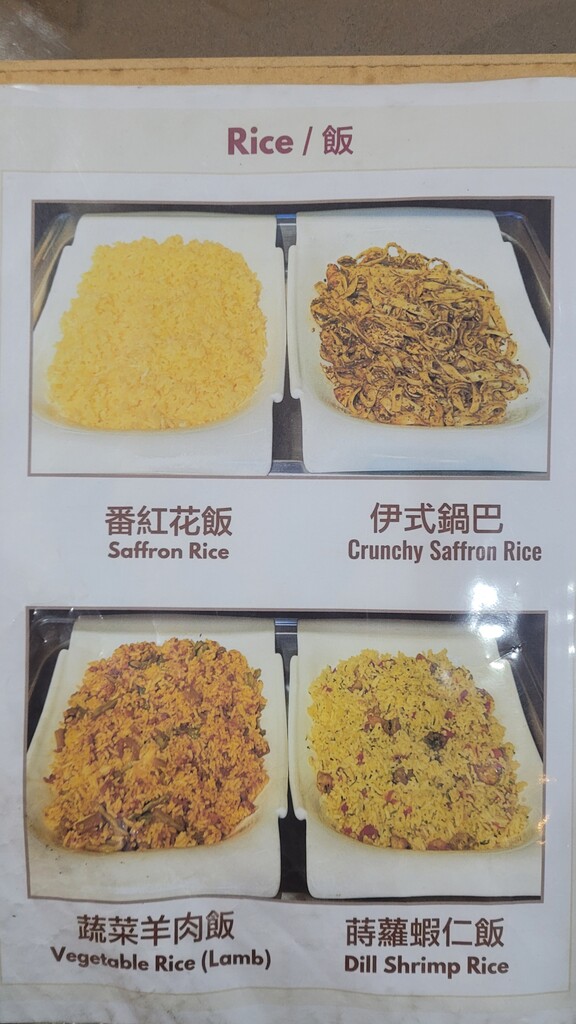 Rice / 飯
番紅花飯
Saffron Rice
伊式鍋巴
Crunchy Saffron Rice
蔬菜羊肉飯
Vegetable Rice (Lamb)
蒔蘿蝦仁飯
Dill Shrimp Rice